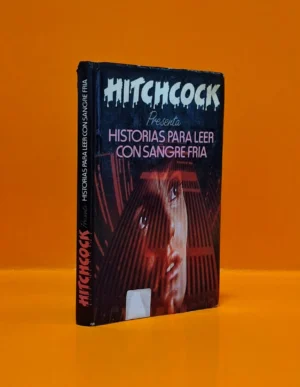 HITCHCOCK
Presenta
HISTORIAS PARA LEER
CON SANGRE FRIA
HITCHCOCK
HISTORIAS PARA LEER CON SANGRE FRIA